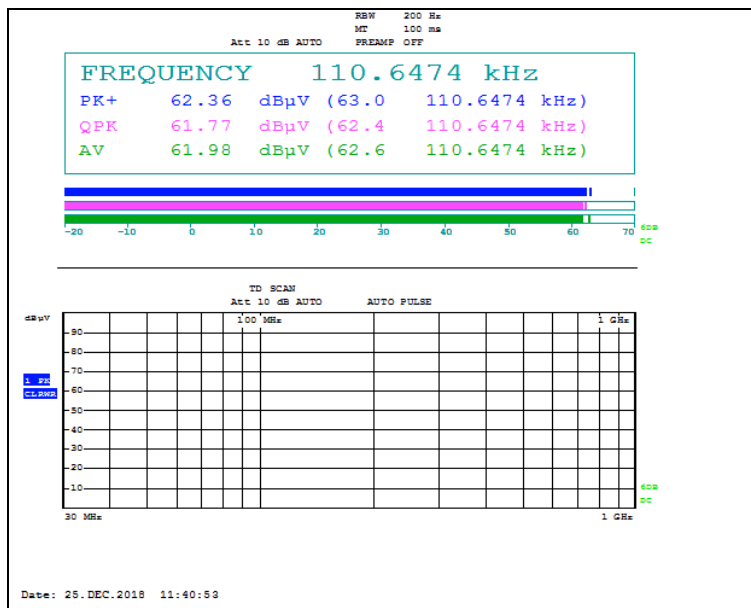 RBW 200 Hz
MT 100 ms
Att 10 dB AUTO PREAMP OFF
FREQUENCY 110.6474 kHz
PK+ 62.36 dBµV (63.0 110.6474 kHz)
QPK 61.77 dBµV (62.4 110.6474 kHz)
AV 61.98 dBµV (62.6 110.6474 kHz)
-20 -10 0 10 20 30 40 50 60 70
6DB
DC
TD SCAN
Att 10 dB AUTO AUTO PULSE
dBµV
100 MHz 1 GHz
90
80
70
1 PK
60
CLRWR
50
40
30
20
10
6DB
DC
30 MHz 1 GHz
Date: 25.DEC.2018 11:40:53